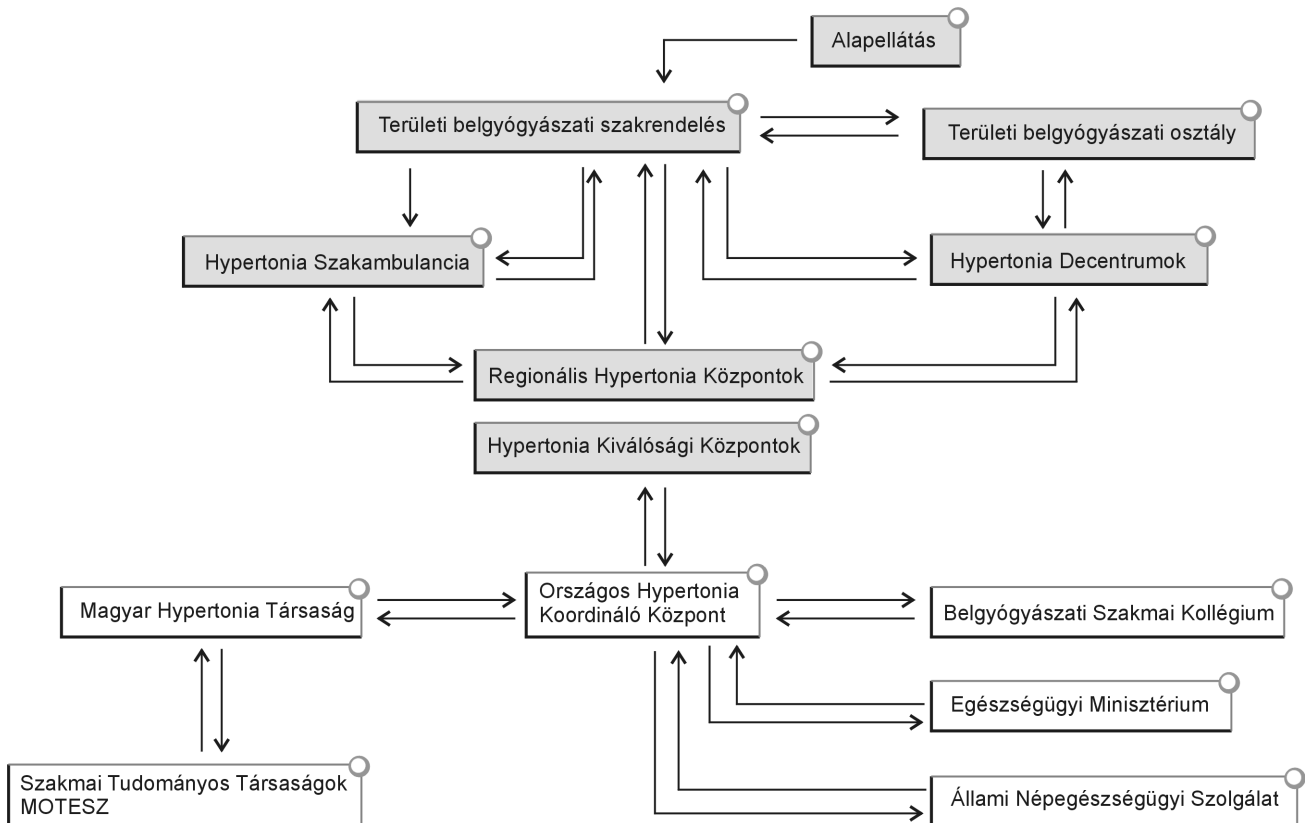 Alapellátás
Területi belgyógyászati szakrendelés
Területi belgyógyászati osztály
Hypertonia Szakambulancia
Hypertonia Decentrumok
Regionális Hypertonia Központok
Hypertonia Kiválósági Központok
Országos Hypertonia
Koordináló Központ
Magyar Hypertonia Társaság
Belgyógyászati Szakmai Kollégium
Egészségügyi Minisztérium
Szakmai Tudományos Társaságok
MOTESZ
Állami Népegészségügyi Szolgálat